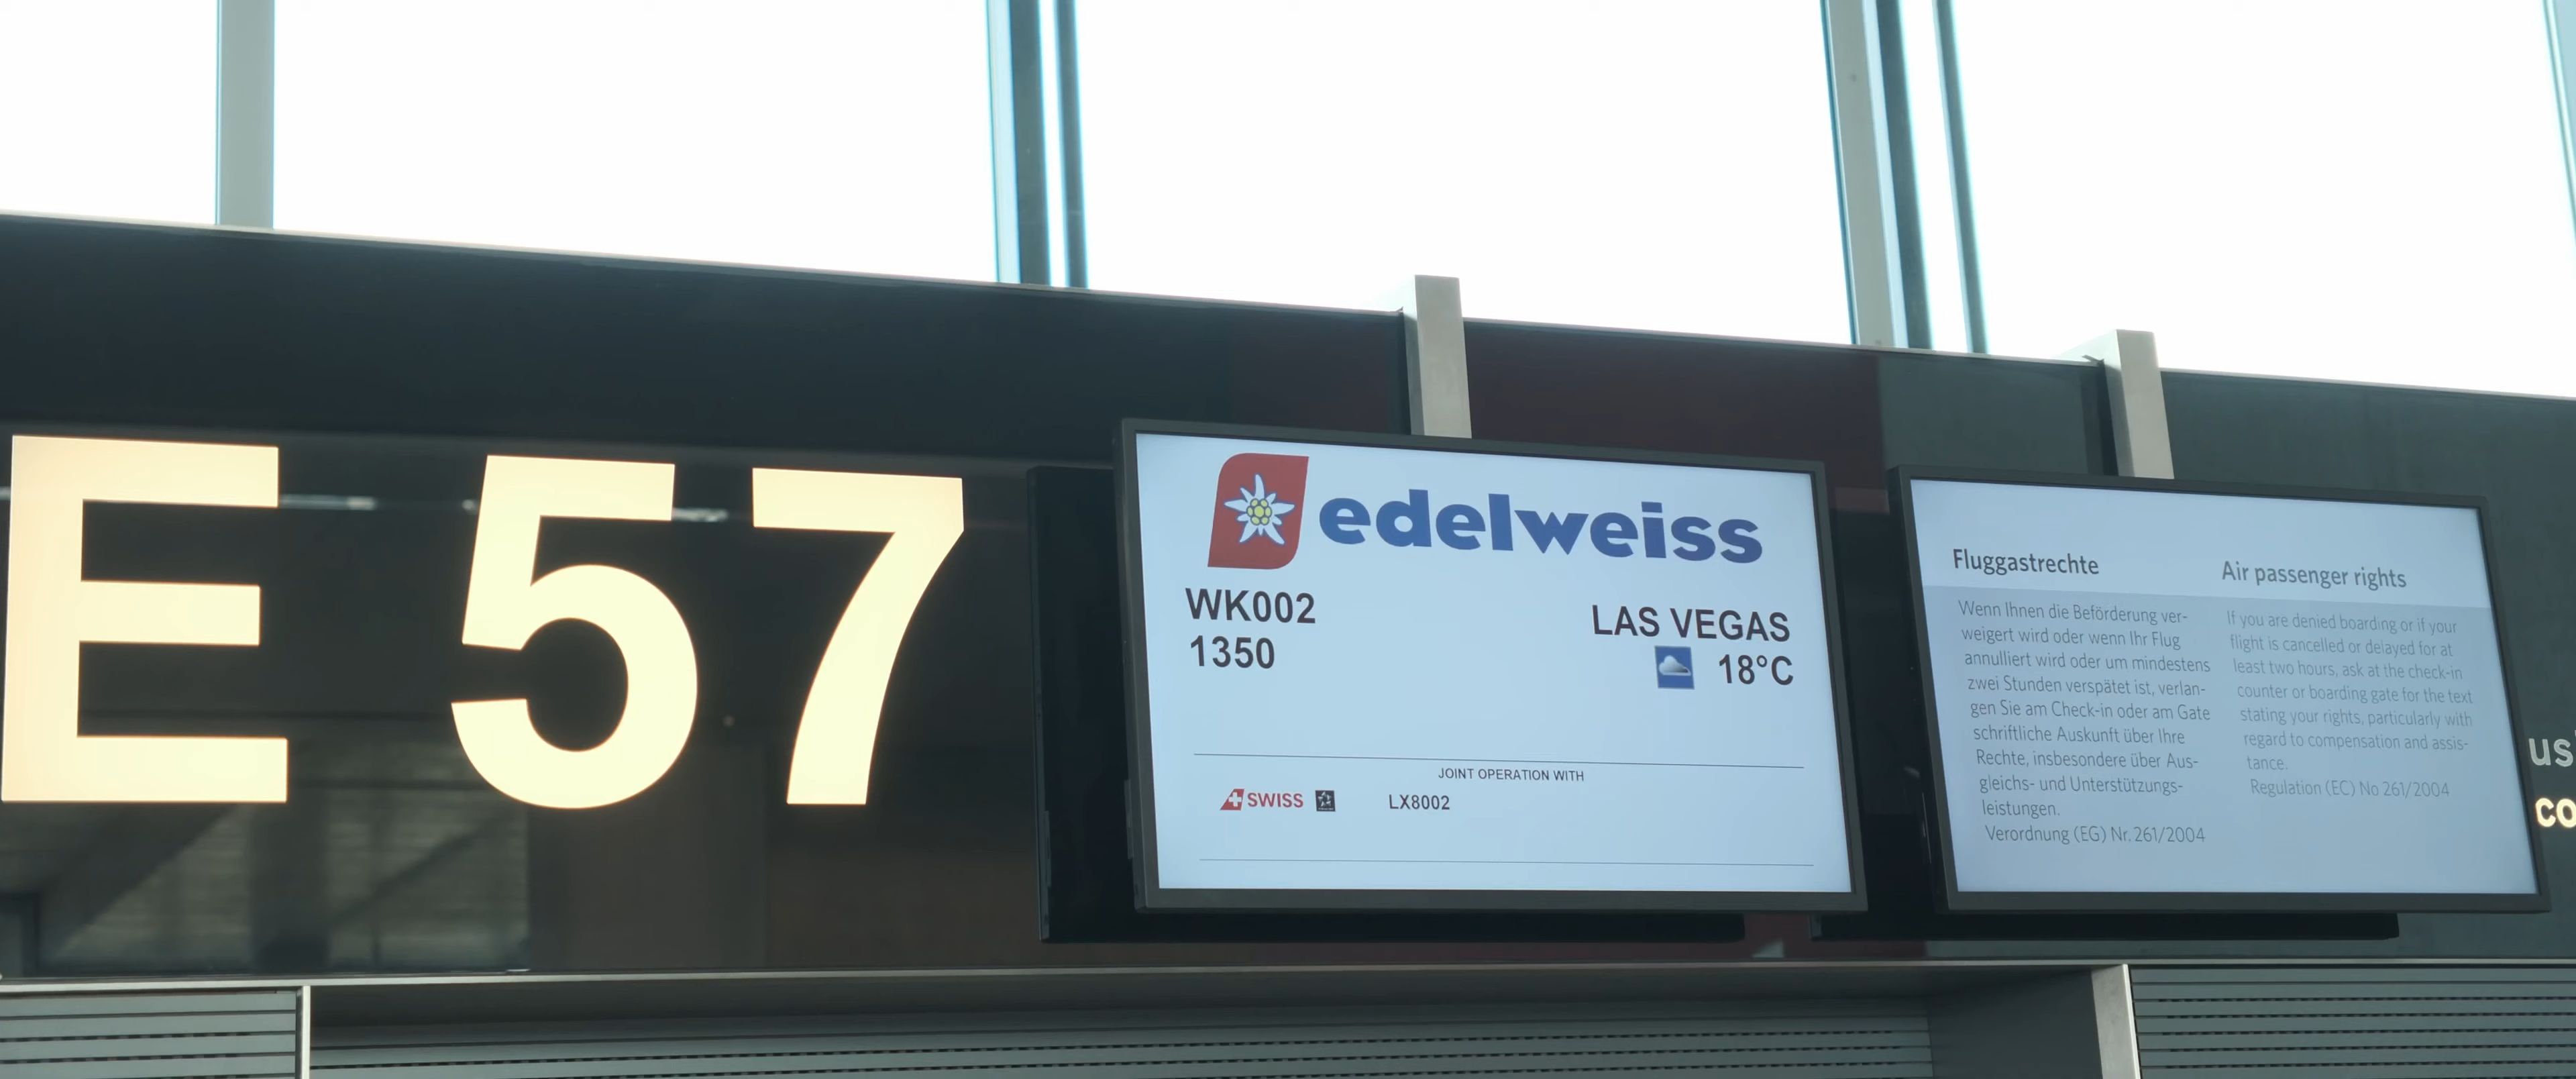 E 57
edelweiss
WK002
LAS VEGAS
1350
18°C
JOINT OPERATION WITH
SWISS
LX8002
Fluggastrechte
Wenn Ihnen die Beförderung ver-
weigert wird oder wenn Ihr Flug
annulliert wird oder um mindestens
zwei Stunden verspätet ist, verlan-
gen Sie am Check-in oder am Gate
schriftliche Auskunft über Ihre
Rechte, insbesondere über Aus-
gleichs- und Unterstützungs-
leistungen.
Verordnung (EG) Nr. 261/2004
Air passenger rights
If you are denied boarding or if your
flight is cancelled or delayed for at
least two hours, ask at the check-in
counter or boarding gate for the text
stating your rights, particularly with
regard to compensation and assis-
tance.
Regulation (EC) No 261/2004
us
co